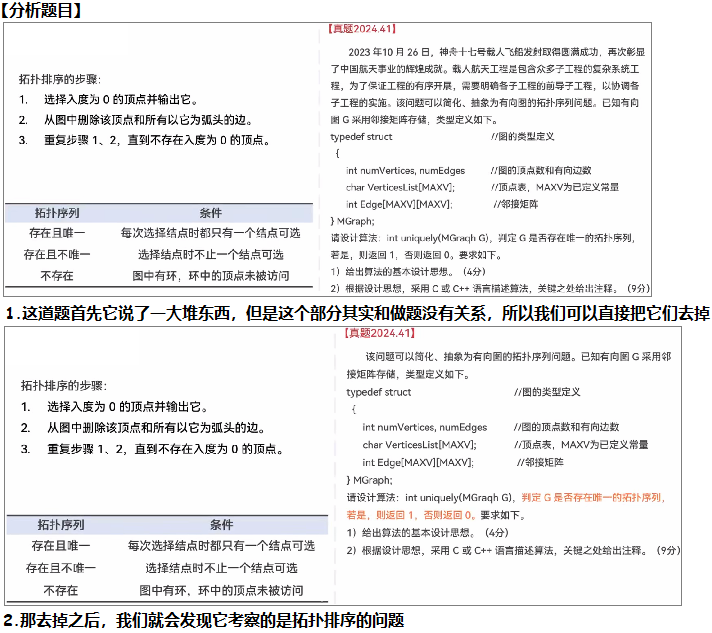 【分析题目】
拓扑排序的步骤：
1. 选择入度为 0 的顶点并输出它。
2. 从图中删除该顶点和所有以它为弧头的边。
3. 重复步骤 1、2，直到不存在入度为 0 的顶点。
拓扑序列 条件
存在且唯一 每次选择结点时都只有一个结点可选
存在且不唯一 选择结点时不止一个结点可选
不存在 图中有环，环中的顶点未被访问
【真题2024.41】
2023 年 10 月 26 日，神舟十七号载人飞船发射取得圆满成功，再次彰显
了中国航天事业的辉煌成就。载人航天工程是包含众多子工程的复杂系统工
程，为了保证工程的有序开展，需要明确各子工程的前导子工程，以协调各
子工程的实施。该问题可以简化、抽象为有向图的拓扑序列问题。已知有向
图 G 采用邻接矩阵存储，类型定义如下。
typedef struct //图的类型定义
{
int numVertices, numEdges //图的顶点数和有向边数
char VerticesList[MAXV]; //顶点表，MAXV为已定义常量
int Edge[MAXV][MAXV]; //邻接矩阵
} MGraph;
请设计算法：int uniquely(MGraqh G)，判定 G 是否存在唯一的拓扑序列，
若是，则返回 1，否则返回 0。要求如下。
1）给出算法的基本设计思想。（4分）
2）根据设计思想，采用 C 或 C++ 语言描述算法，关键之处给出注释。（9分）
1.这道题首先它说了一大堆东西，但是这个部分其实和做题没有关系，所以我们可以直接把它们去掉
拓扑排序的步骤：
1. 选择入度为 0 的顶点并输出它。
2. 从图中删除该顶点和所有以它为弧头的边。
3. 重复步骤 1、2，直到不存在入度为 0 的顶点。
拓扑序列 条件
存在且唯一 每次选择结点时都只有一个结点可选
存在且不唯一 选择结点时不止一个结点可选
不存在 图中有环，环中的顶点未被访问
【真题2024.41】
该问题可以简化、抽象为有向图的拓扑序列问题。已知有向图 G 采用邻
接矩阵存储，类型定义如下。
typedef struct //图的类型定义
{
int numVertices, numEdges //图的顶点数和有向边数
char VerticesList[MAXV]; //顶点表，MAXV为已定义常量
int Edge[MAXV][MAXV]; //邻接矩阵
} MGraph;
请设计算法：int uniquely(MGraqh G)，判定 G 是否存在唯一的拓扑序列，
若是，则返回 1，否则返回 0。要求如下。
1）给出算法的基本设计思想。（4分）
2）根据设计思想，采用 C 或 C++ 语言描述算法，关键之处给出注释。（9分）
2.那去掉之后，我们就会发现它考察的是拓扑排序的问题